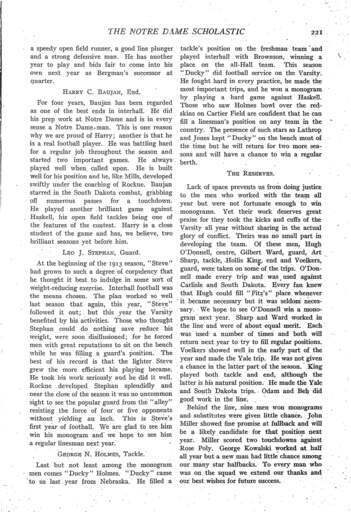 THE NOTRE DAME SCHOLASTIC 221
a speedy open field runner, a good line plunger
and a strong defensive man. He has another
year to play and bids fair to come into his
own next year as Bergman's successor at
quarter.
HARRY C. BAUJAN, End.
For four years, Baujan has been regarded
as one of the best ends in interhall. He did
his prep work at Notre Dame and is in every
sense a Notre Dame man. This is one reason
why we are proud of Harry; another is that he
is a real football player. He was battling hard
for a regular job throughout the season and
started two important games. He always
played well when called upon. He is built
well for his position and he, like Mills, developed
swiftly under the coaching of Rockne. Baujan
starred in the South Dakota combat, grabbing
off numerous passes for a touchdown.
He played another brilliant game against
Haskell, his open field tackles being one of
the features of the contest. Harry is a close
student of the game and has, we believe, two
brilliant seasons yet before him.
LEO J. STEPHAN, Guard.
At the beginning of the 1913 season, "Steve"
had grown to such a degree of corpulency that
he thought it best to indulge in some sort of
weight-reducing exercise. Interhall football was
the means chosen. The plan worked so well
last season that again, this year, "Steve"
followed it out; but this year the Varsity
benefitted by his activities. Those who thought
Stephan could do nothing save reduce his
weight, were soon disillusioned; for he forced
men with great reputations to sit on the bench
while he was filling a guard's position. The
best of his record is that the lighter Steve
grew the more efficient his playing became.
He took his work seriously and he did it well.
Rockne developed Stephan splendidly and
near the close of the season it was no uncommon
sight to see the popular guard from the "alley"
resisting the force of four or five opponents
without yielding an inch. This is Steve's
first year of football. We are glad to see him
win his monogram and we hope to see him
a regular linesman next year.
GEORGE N. HOLMES, Tackle.
Last but not least among the monogram
men comes "Ducky" Holmes. "Ducky" came
to us last year from Nebraska. He filled a
tackle's position on the freshman team and
played interhall with Brownson, winning a
place on the all-Hall team. This season
"Ducky" did football service on the Varsity.
He fought hard in every practice, he made the
most important trips, and he won a monogram
by playing a hard game against Haskell.
Those who saw Holmes bowl over the red-
skins on Cartier Field are confident that he can
fill a linesman's position on any team in the
country. The presence of such stars as Lathrop
and Jones kept "Ducky" on the bench most of
the time but he will return for two more sea-
sons and will have a chance to win a regular
berth.
THE RESERVES.
Lack of space prevents us from doing justice
to the men who worked with the team all
year but were not fortunate enough to win
monograms. Yet their work deserves great
praise for they took the kicks and cuffs of the
Varsity all year without sharing in the actual
glory of conflict. Theirs was no small part in
developing the team. Of these men, Hugh
O'Donnell, centre, Gilbert Ward, guard, Art
Sharp, tackle, Hollis King, end and Voelkers,
guard, were taken on some of the trips. O'Don-
nell made every trip and was used against
Carlisle and South Dakota. Every fan knew
that Hugh could fill "Fitz's" place whenever
it became necessary but it was seldom neces-
sary. We hope to see O'Donnell win a mono-
gram next year. Sharp and Ward worked in
the line and were of about equal merit. Each
was used a number of times and both will
return next year to try to fill regular positions.
Voelkers showed well in the early part of the
year and made the Yale trip. He was not given
a chance in the latter part of the season. King
played both tackle and end, although the
latter is his natural position. He made the Yale
and South Dakota trips. Odam and Beh did
good work in the line.
Behind the line, nine men won monograms
and substitutes were given little chance. John
Miller showed fine promise at fullback and will
be a likely candidate for that position next
year. Miller scored two touchdowns against
Rose Poly. George Kowalski worked at half
all year but a new man had little chance among
our many star halfbacks. To every man who
was on the squad we extend our thanks and
our best wishes for future success.